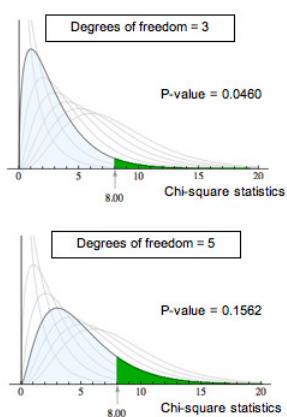 Degrees of freedom = 3
P-value = 0.0460
0 5 10 15 20
8.00
Chi-square statistics
Degrees of freedom = 5
P-value = 0.1562
0 5 10 15 20
8.00
Chi-square statistics